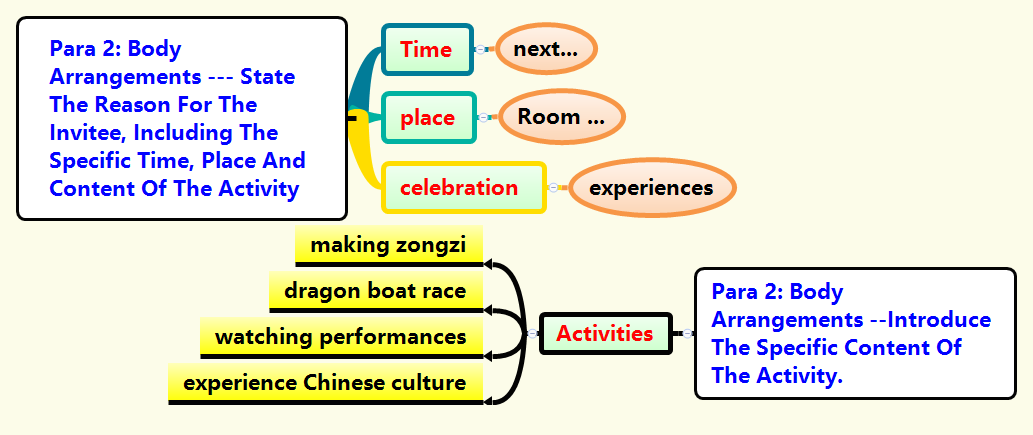 Para 2: Body
Arrangements --- State
The Reason For The
Invitee, Including The
Specific Time, Place And
Content Of The Activity
Time
next...
place
Room ...
celebration
experiences
making zongzi
dragon boat race
watching performances
experience Chinese culture
Activities
Para 2: Body
Arrangements --Introduce
The Specific Content Of
The Activity.